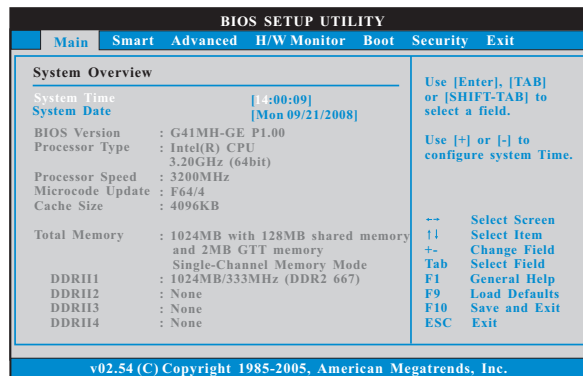 BIOS SETUP UTILITY
Main Smart Advanced H/W Monitor Boot Security Exit
System Overview
System Time [14:00:09]
System Date [Mon 09/21/2008]
BIOS Version : G41MH-GE P1.00
Processor Type : Intel(R) CPU
3.20GHz (64bit)
Processor Speed : 3200MHz
Microcode Update : F64/4
Cache Size : 4096KB
Total Memory : 1024MB with 128MB shared memory
and 2MB GTT memory
Single-Channel Memory Mode
DDRII1 : 1024MB/333MHz (DDR2 667)
DDRII2 : None
DDRII3 : None
DDRII4 : None
Use [Enter], [TAB]
or [SHIFT-TAB] to
select a field.
Use [+] or [-] to
configure system Time.
←→ Select Screen
↑↓ Select Item
+- Change Field
Tab Select Field
F1 General Help
F9 Load Defaults
F10 Save and Exit
ESC Exit
v02.54 (C) Copyright 1985-2005, American Megatrends, Inc.